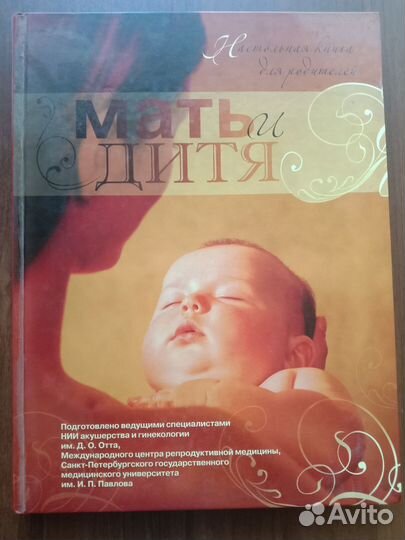 Настольная книга
для родителей
мать и
дитя
Подготовлено ведущими специалистами
НИИ акушерства и гинекологии
им. Д. О. Отта,
Международного центра репродуктивной медицины,
Санкт-Петербургского государственного
медицинского университета
им. И. П. Павлова
Avito